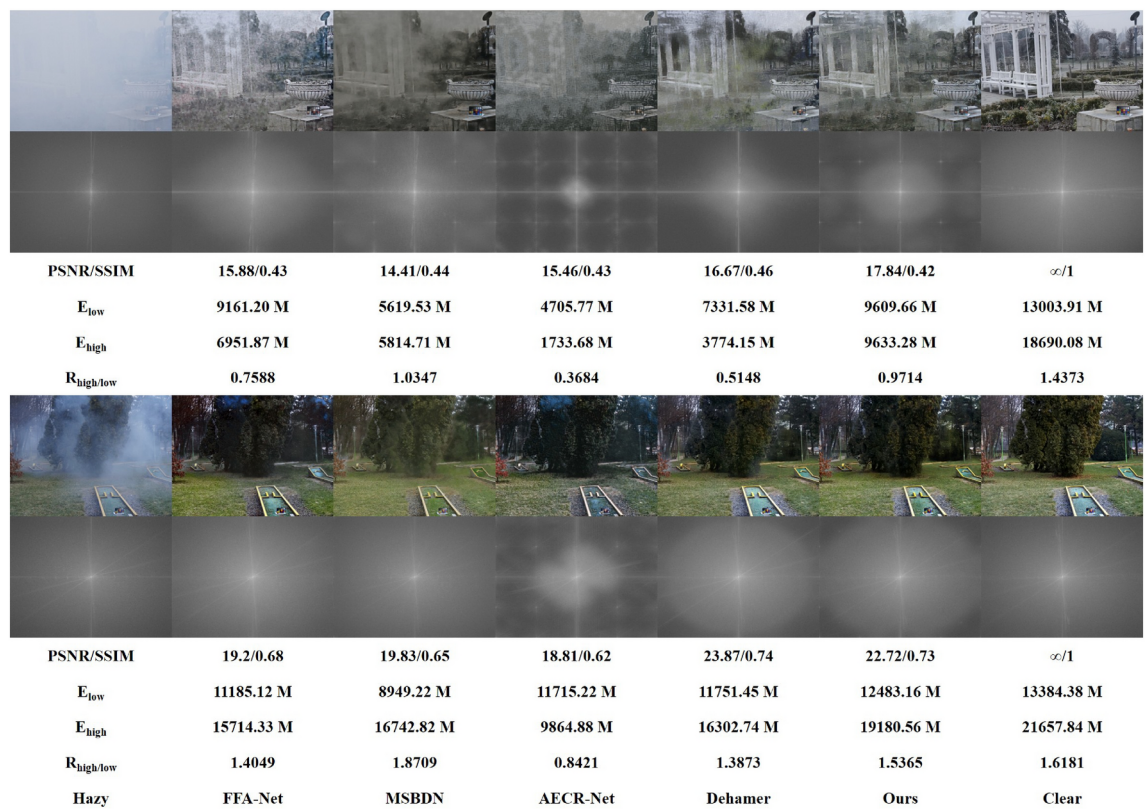 PSNR/SSIM 15.88/0.43 14.41/0.44 15.46/0.43 16.67/0.46 17.84/0.42 ∞/1
Elow 9161.20 M 5619.53 M 4705.77 M 7331.58 M 9609.66 M 13003.91 M
Ehigh 6951.87 M 5814.71 M 1733.68 M 3774.15 M 9633.28 M 18690.08 M
Rhigh/low 0.7588 1.0347 0.3684 0.5148 0.9714 1.4373
PSNR/SSIM 19.2/0.68 19.83/0.65 18.81/0.62 23.87/0.74 22.72/0.73 ∞/1
Elow 11185.12 M 8949.22 M 11715.22 M 11751.45 M 12483.16 M 13384.38 M
Ehigh 15714.33 M 16742.82 M 9864.88 M 16302.74 M 19180.56 M 21657.84 M
Rhigh/low 1.4049 1.8709 0.8421 1.3873 1.5365 1.6181
Hazy FFA-Net MSBDN AECR-Net Dehamer Ours Clear